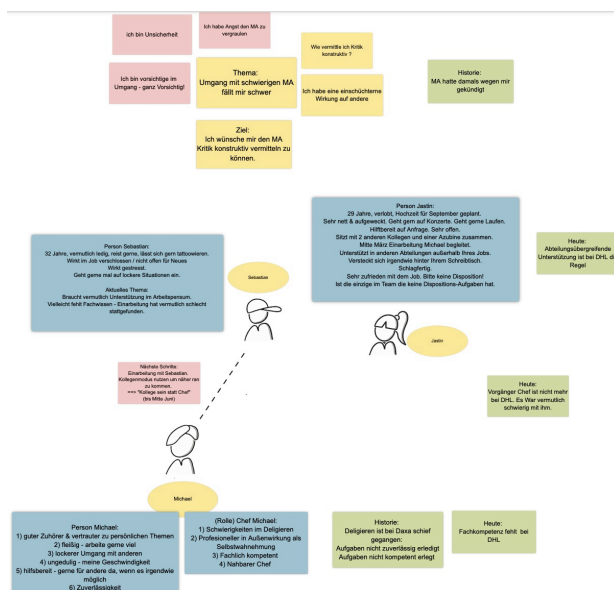 ich bin Unsicherheit
Ich habe Angst den MA zu
vergraulen
Ich bin vorsichtige im
Umgang - ganz Vorsichtig!
Thema:
Umgang mit schwierigen MA
fällt mir schwer
Wie vermittle ich Kritik
konstruktiv ?
Ich habe eine einschüchterne
Wirkung auf andere
Historie:
MA hatte damals wegen mir
gekündigt
Ziel:
Ich wünsche mir den MA
Kritik konstruktiv vermitteln zu
können.
Person Sebastian:
32 Jahre, vermutlich ledig, reist gerne, lässt sich gern tattoowieren.
Wirkt im Job verschlossen / nicht offen für Neues
Wirkt gestresst.
Geht gerne mal auf lockere Situationen ein.
Aktuelles Thema:
Braucht vermutlich Unterstützung im Arbeitspensum.
Vielleicht fehlt Fachwissen - Einarbeitung hat vermutlich schlecht
stattgefunden.
Sebastian
Person Jastin:
29 Jahre, verlobt, Hochzeit für September geplant.
Sehr nett & aufgeweckt. Geht gern auf Konzerte. Geht gerne Laufen.
Hilftbereit auf Anfrage. Sehr offen.
Sitzt mit 2 anderen Kollegen und einer Azubine zusammen.
Mitte März Einarbeitung Michael begleitet.
Unterstützt in anderen Abteilungen außerhalb Ihres Jobs.
Versteckt sich irgendwie hinter Ihrem Schreiblisch.
Schlagfertig.
Sehr zufrieden mit dem Job. Bitte keine Disposition!
Ist die einzige im Team die keine Dispositions-Aufgaben hat.
Jastin
Heute:
Abteilungsübergreifende
Unterstützung ist bei DHL die
Regel
Nächste Schritte:
Einarbeitung mit Sebastian.
Kollegenmodus nutzen um näher ran
zu kommen.
==> "Kollege sein statt Chef"
(bis Mitte Juni)
Heute:
Vorgänger Chef ist nicht mehr
bei DHL. Es War vermutlich
schwierig mit ihm.
Michael
Person Michael:
1) guter Zuhörer & vertrauter zu persönlichen Themen
2) fleißig - arbeite gerne viel
3) lockerer Umgang mit anderen
4) ungedulig - meine Geschwindigkeit
5) hilfsbereit - gerne für andere da, wenn es irgendwie
möglich
6) Zuverlässigkeit
(Rolle) Chef Michael:
1) Schwierigkeiten im Deligieren
2) Profesioneller in Außenwirkung als
Selbstwahnehmung
3) Fachlich kompetent
4) Nahbarer Chef
Historie:
Deligieren ist bei Daxa schief
gegangen:
Aufgaben nicht zuverlässig erledigt
Aufgaben nicht kompetent erlegt
Heute:
Fachkompetenz fehlt bei
DHL